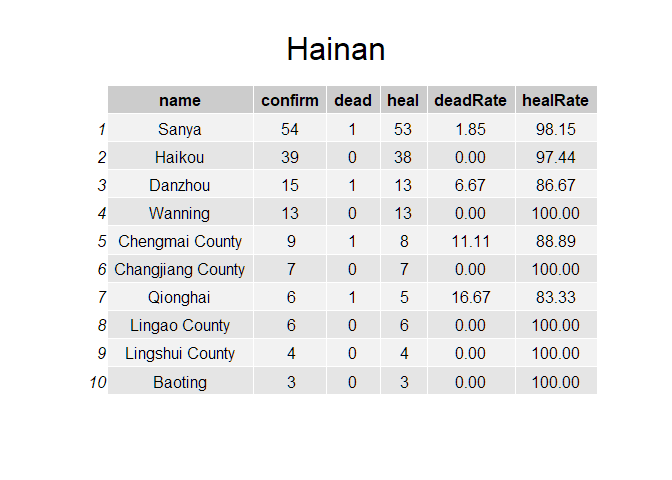 Hainan
name confirm dead heal deadRate healRate
1 Sanya 54 1 53 1.85 98.15
2 Haikou 39 0 38 0.00 97.44
3 Danzhou 15 1 13 6.67 86.67
4 Wanning 13 0 13 0.00 100.00
5 Chengmai County 9 1 8 11.11 88.89
6 Changjiang County 7 0 7 0.00 100.00
7 Qionghai 6 1 5 16.67 83.33
8 Lingao County 6 0 6 0.00 100.00
9 Lingshui County 4 0 4 0.00 100.00
10 Baoting 3 0 3 0.00 100.00